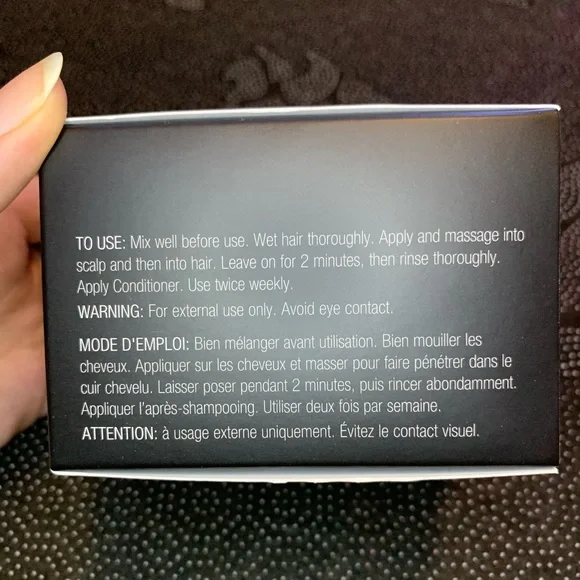 TO USE: Mix well before use. Wet hair thoroughly. Apply and massage into
scalp and then into hair. Leave on for 2 minutes, then rinse thoroughly.
Apply Conditioner. Use twice weekly.
WARNING: For external use only. Avoid eye contact.
MODE D'EMPLOI: Bien mélanger avant utilisation. Bien mouiller les
cheveux. Appliquer sur les cheveux et masser pour faire pénétrer dans le
cuir chevelu. Laisser poser pendant 2 minutes, puis rincer abondamment.
Appliquer l'après-shampooing. Utiliser deux fois par semaine.
ATTENTION: à usage externe uniquement. Évitez le contact visuel.